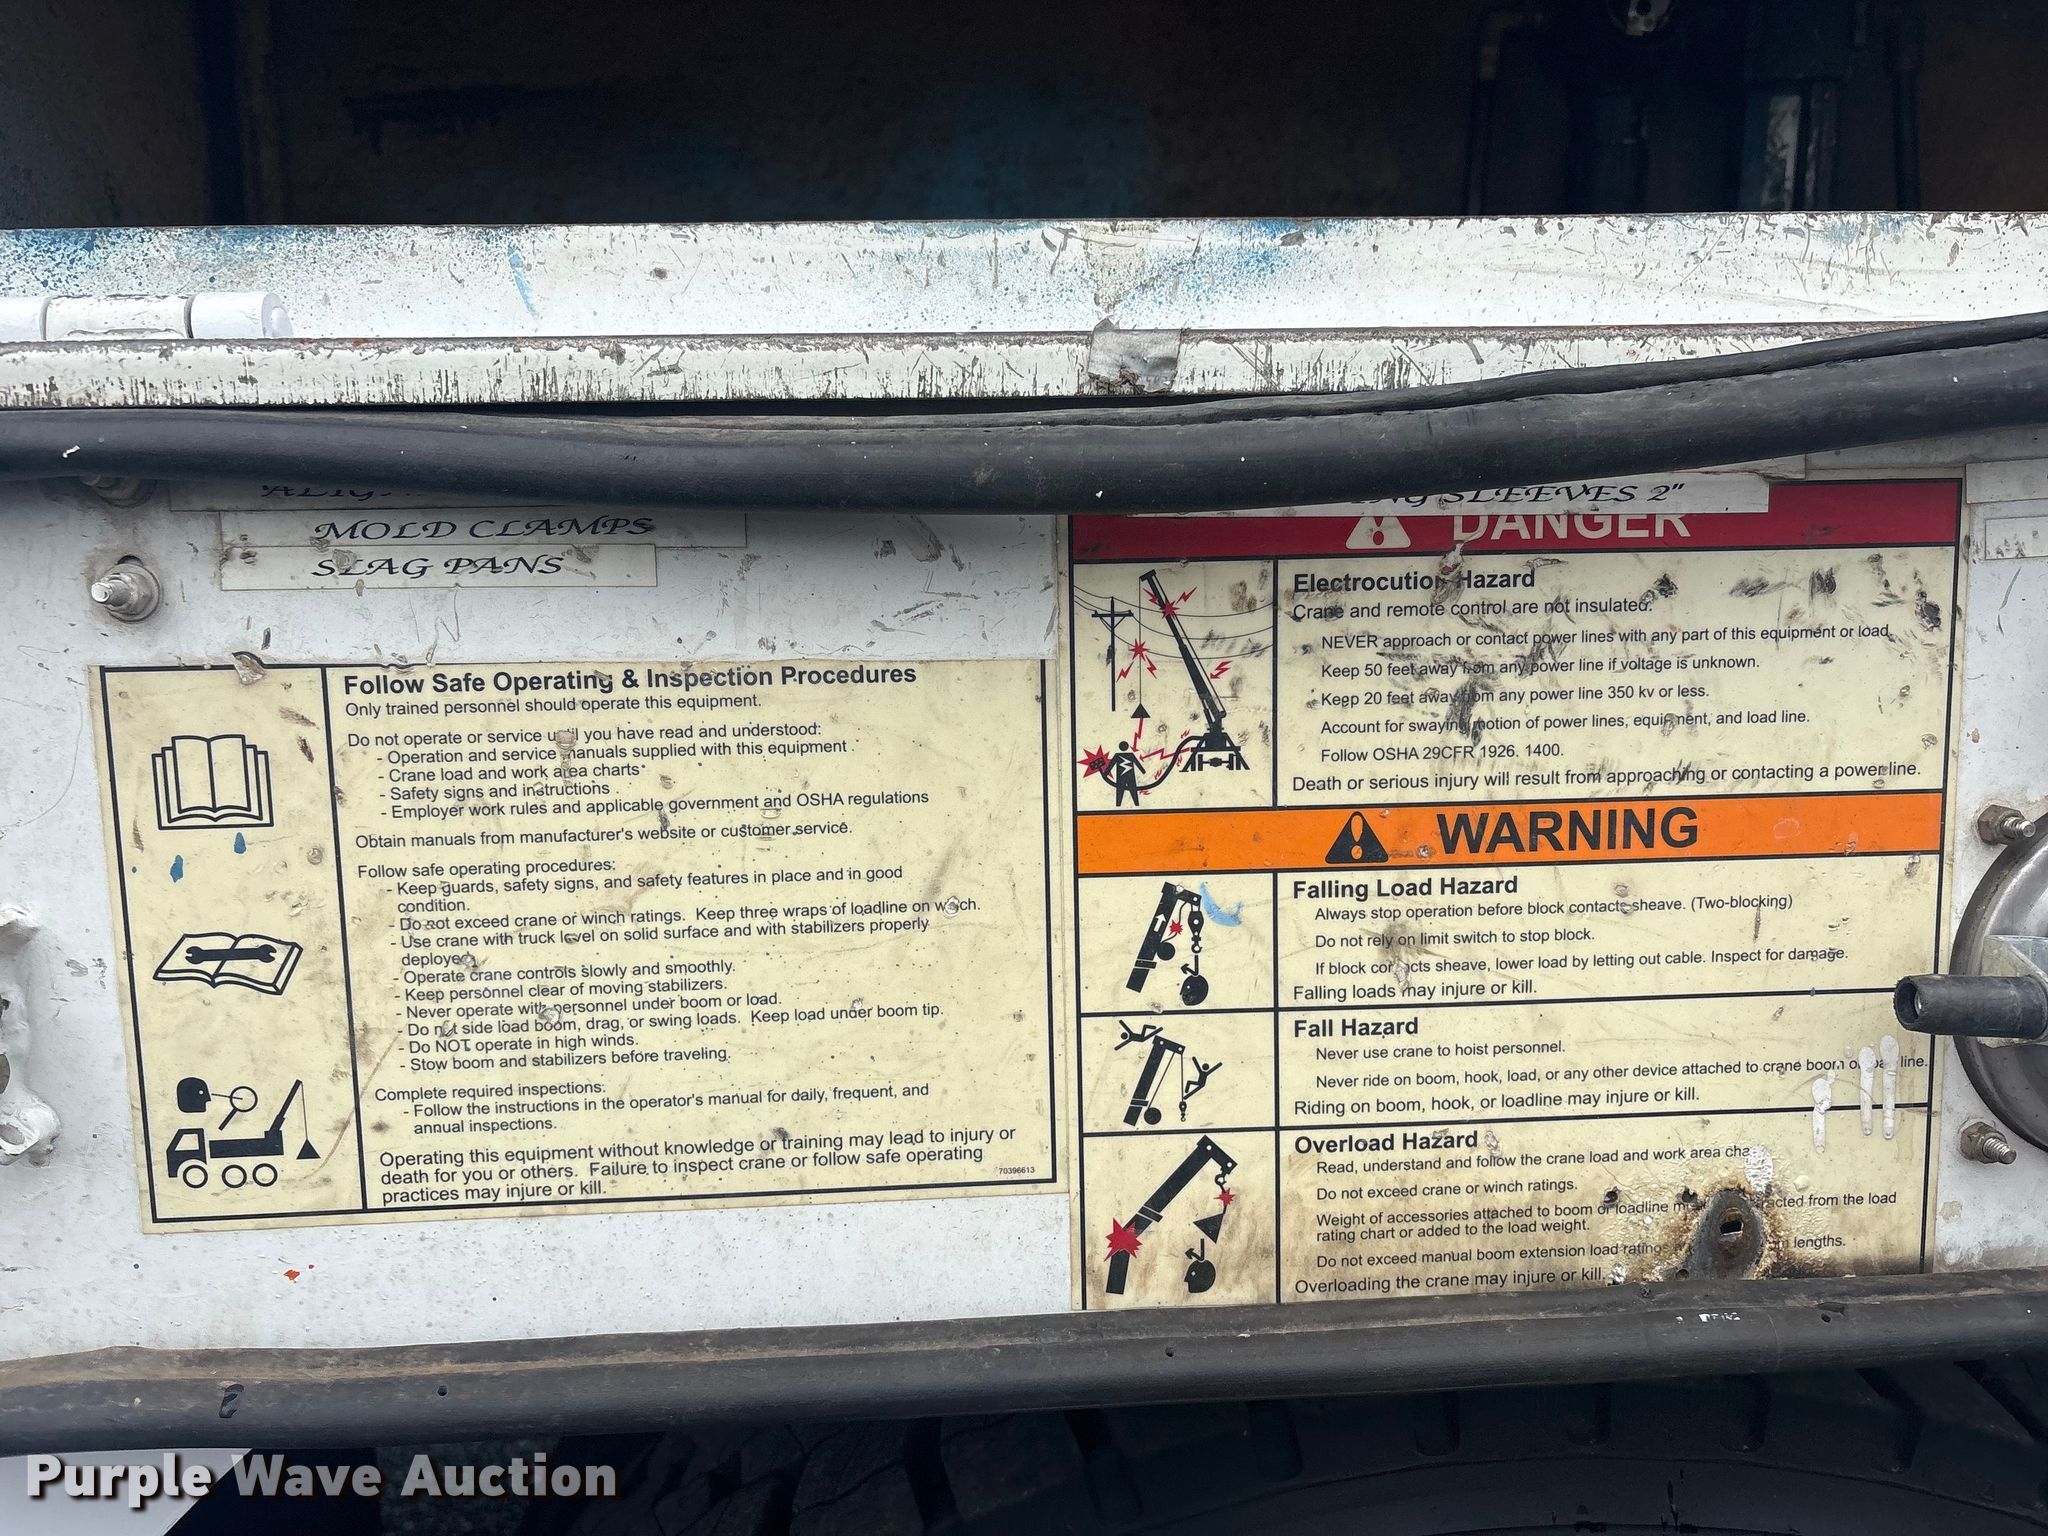 MOLD CLAMPS
SLAG PANS
Follow Safe Operating & Inspection Procedures
Only trained personnel should operate this equipment.
Do not operate or service until you have read and understood:
- Operation and service manuals supplied with this equipment.
- Crane load and work area charts
- Safety signs and instructions.
- Employer work rules and applicable government and OSHA regulations
Obtain manuals from manufacturer's website or customer service.
Follow safe operating procedures:
- Keep guards, safety signs, and safety features in place and in good
condition.
- Do not exceed crane or winch ratings. Keep three wraps of loadline on winch.
- Use crane with truck level on solid surface and with stabilizers properly
deployed.
- Operate crane controls slowly and smoothly.
- Keep personnel clear of moving stabilizers.
- Never operate with personnel under boom or load.
- Do not side load boom, drag, or swing loads. Keep load under boom tip.
- Do NOT operate in high winds.
- Stow boom and stabilizers before traveling.
Complete required inspections:
- Follow the instructions in the operator's manual for daily, frequent, and
annual inspections.
Operating this equipment without knowledge or training may lead to injury or
death for you or others. Failure to inspect crane or follow safe operating
practices may injure or kill.
70396613
SLEEVES 2"
DANGER
Electrocution Hazard
Crane and remote control are not insulated.
NEVER approach or contact power lines with any part of this equipment or load.
Keep 50 feet away from any power line if voltage is unknown.
Keep 20 feet away from any power line 350 kv or less.
Account for swaying motion of power lines, equipment, and load line.
Follow OSHA 29CFR 1926. 1400.
Death or serious injury will result from approaching or contacting a power line.
WARNING
Falling Load Hazard
Always stop operation before block contacts sheave. (Two-blocking)
Do not rely on limit switch to stop block.
If block contacts sheave, lower load by letting out cable. Inspect for damage.
Falling loads may injure or kill.
Fall Hazard
Never use crane to hoist personnel.
Never ride on boom, hook, load, or any other device attached to crane boom or line.
Riding on boom, hook, or loadline may injure or kill.
Overload Hazard
Read, understand and follow the crane load and work area
Do not exceed crane or winch ratings.
Weight of accessories attached to boom or loadline from the load
rating chart or added to the load weight.
Do not exceed manual boom extension load ratings lengths.
Overloading the crane may injure or kill.
Purple Wave Auction